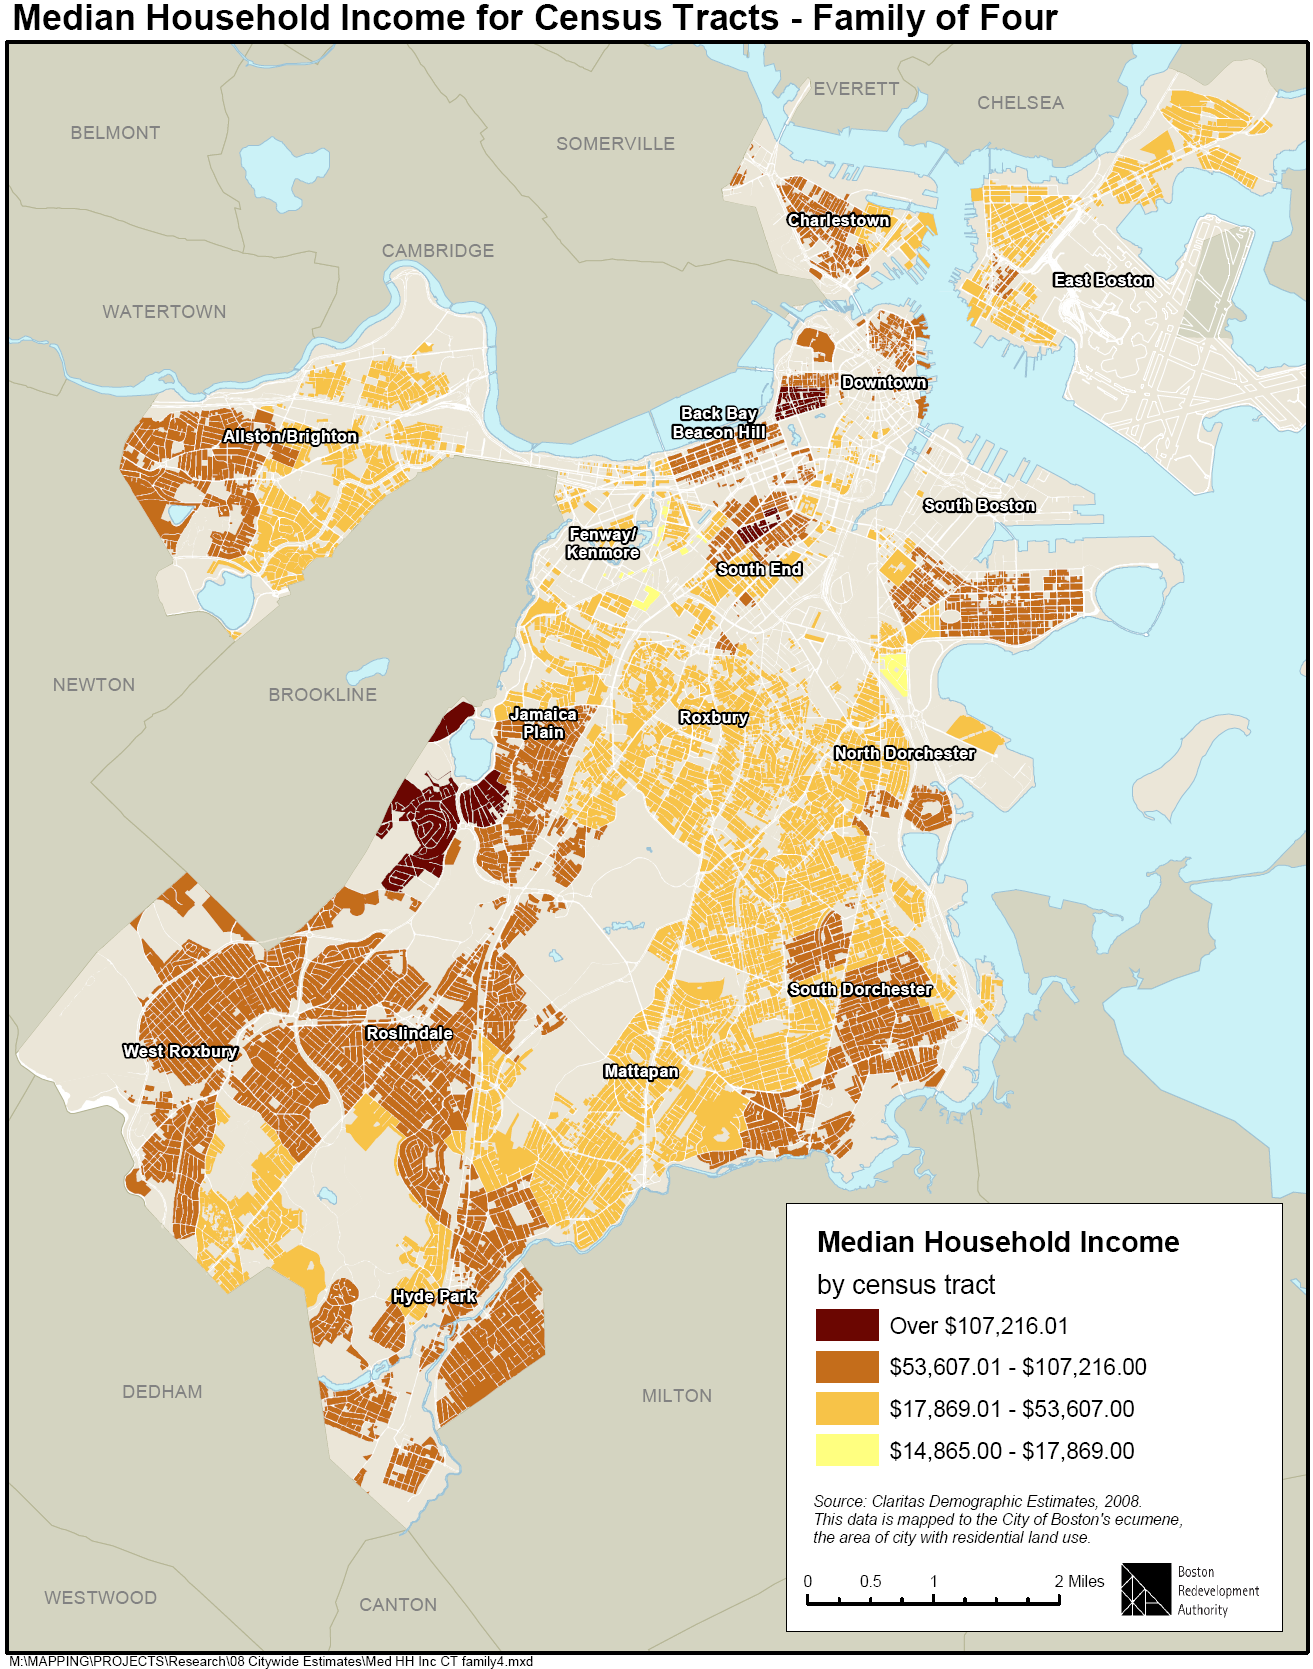 Median Household Income for Census Tracts - Family of Four
EVERETT
CHELSEA
BELMONT
SOMERVILLE
Charlestown
CAMBRIDGE
East Boston
WATERTOWN
Downtown
Back Bay
Beacon Hill
Allston/Brighton
South Boston
Fenway/
Kenmore
South End
NEWTON
BROOKLINE
Jamaica
Plain
Roxbury
North Dorchester
South Dorchester
Roslindale
West Roxbury
Mattapan
Hyde Park
DEDHAM
MILTON
WESTWOOD
CANTON
Median Household Income
by census tract
Over $107,216.01
$53,607.01 - $107,216.00
$17,869.01 - $53,607.00
$14,865.00 - $17,869.00
Source: Claritas Demographic Estimates, 2008.
This data is mapped to the City of Boston's ecumene,
the area of city with residential land use.
0 0.5 1 2 Miles
Boston
Redevelopment
Authority
M:\MAPPING\PROJECTS\Research\08 Citywide Estimates\Med HH Inc CT family4.mxd